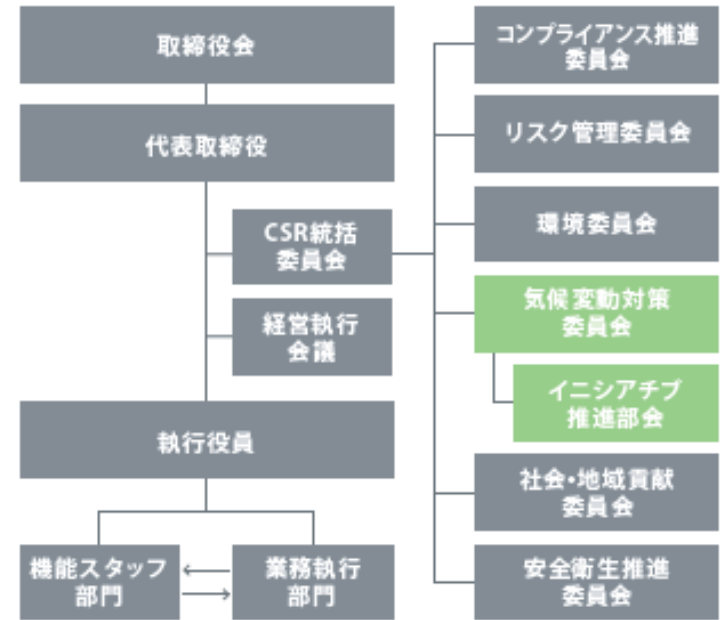 取締役会
代表取締役
CSR統括
委員会
経営執行
会議
執行役員
機能スタッフ
部門
業務執行
部門
コンプライアンス推進
委員会
リスク管理委員会
環境委員会
気候変動対策
委員会
イニシアチブ
推進部会
社会・地域貢献
委員会
安全衛生推進
委員会